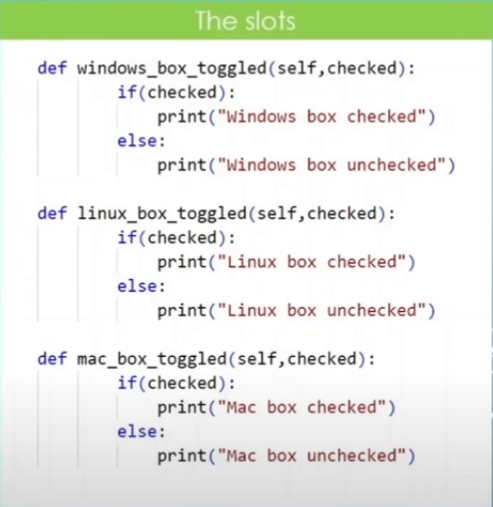 The slots
def windows_box_toggled(self,checked):
if(checked):
print("Windows box checked")
else:
print("Windows box unchecked")
def linux_box_toggled(self,checked):
if(checked):
print("Linux box checked")
else:
print("Linux box unchecked")
def mac_box_toggled(self,checked):
if(checked):
print("Mac box checked")
else:
print("Mac box unchecked")